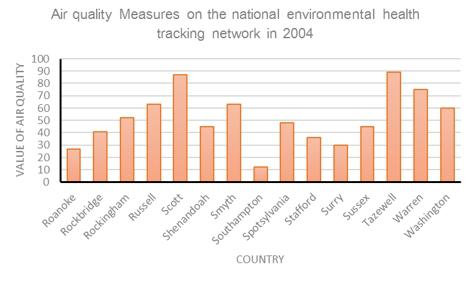 Air quality Measures on the national environmental health
tracking network in 2004
VALUE OF AIR QUALITY
100
90
80
70
60
50
40
30
20
10
0
Roanoke
Rockbridge
Rockingham
Russell
Scott
Shenandoah
Smyth
Southampton
Spotsylvania
Stafford
Surry
Sussex
Tazewell
Warren
Washington
COUNTRY